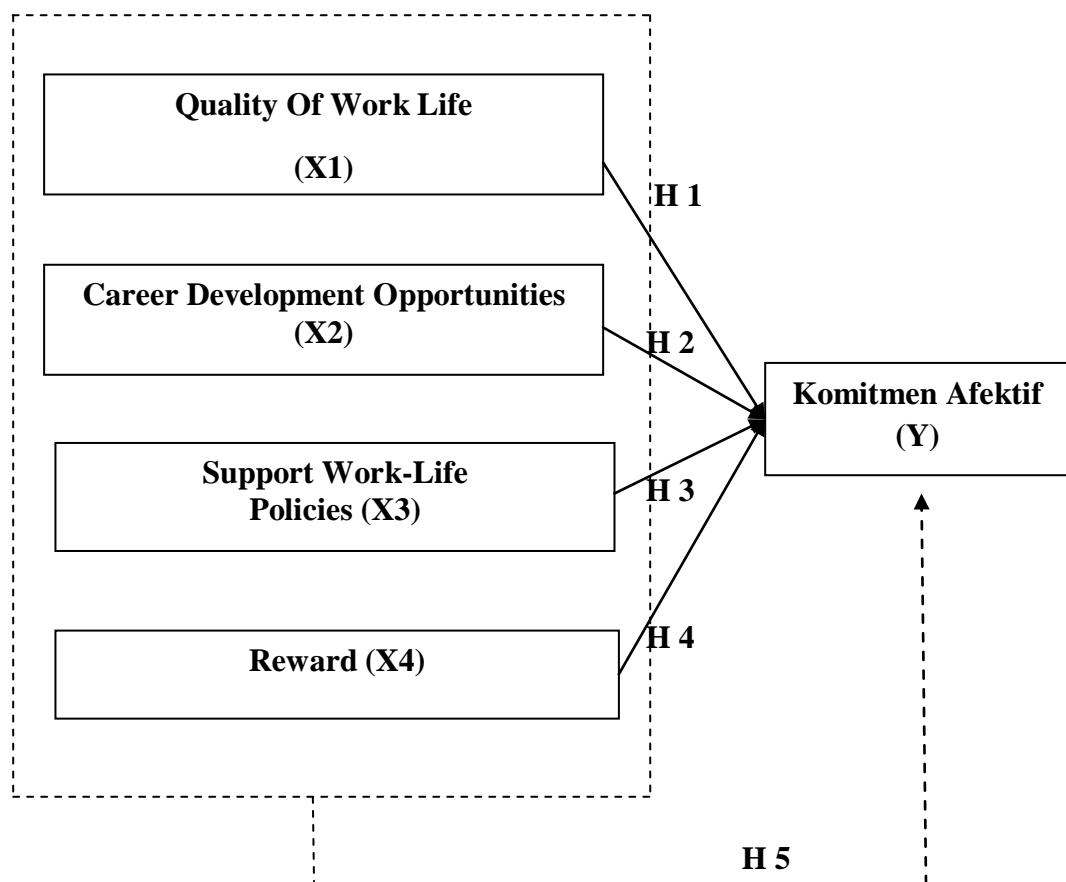 Quality Of Work Life
(X1)
H 1
Career Development Opportunities
(X2)
H 2
Komitmen Afektif
(Y)
Support Work-Life
Policies (X3)
H 3
Reward (X4)
H 4
H 5